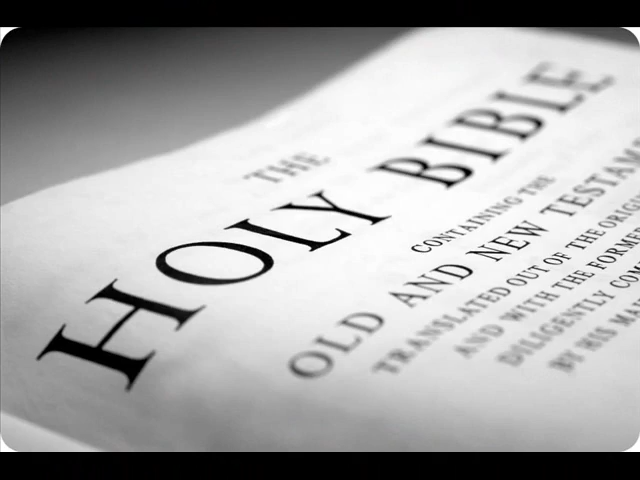 THE
HOLY BIBLE
CONTAINING THE
OLD AND NEW
TRANSLATED OUT OF THE
AND WITH THE FORMER
DILIGENTLY
BY HIS